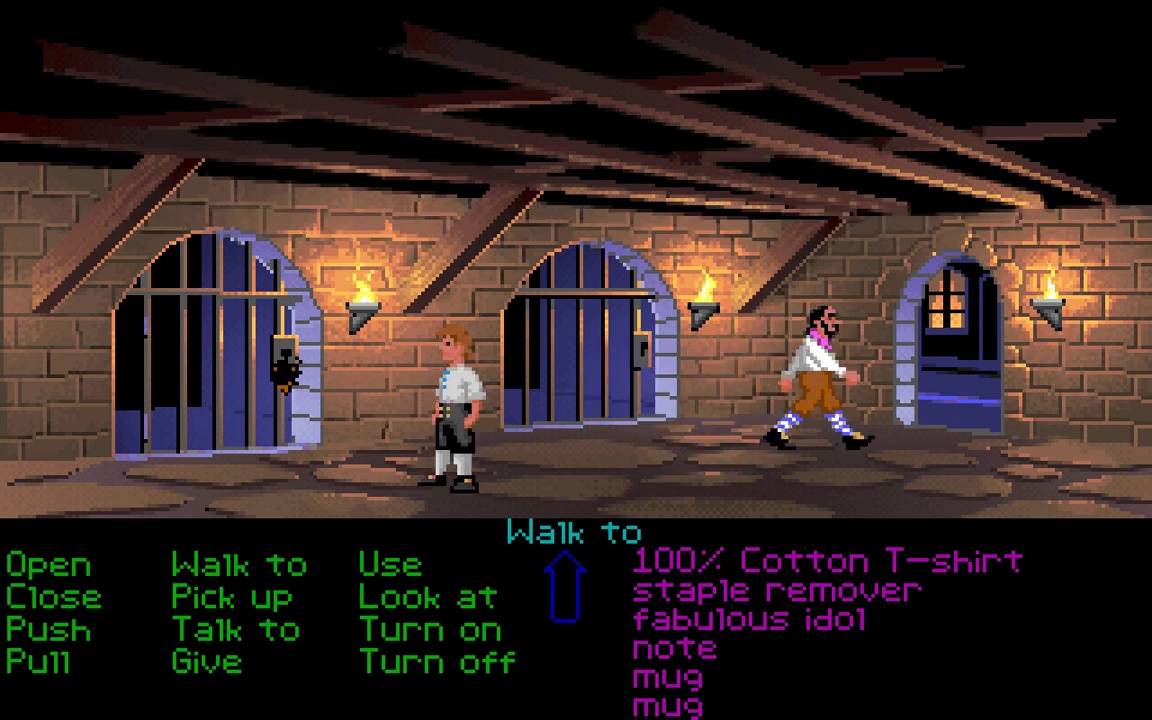 Walk to
Open Walk to Use
Close Pick up Look at
Push Talk to Turn on
Pull Give Turn off
100% Cotton T-shirt
staple remover
fabulous idol
note
mug
mug